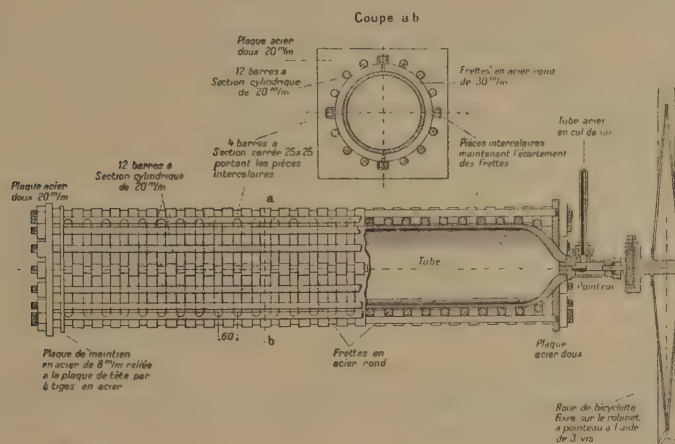 Coupe ab
Plaque acier
doux 20 m/m
12 barres a
Section cylindrique
de 20 m/m
Frettes en acier rond
de 30 m/m
4 barres a
Section carrée 25x25
portant les pièces
intercalaires
Pièces intercalaires
maintenant l'écartement
des Frettes
Tube acier
en cul de sac
12 barres a
Section cylindrique
de 20 m/m
Plaque acier
doux 20 m/m
a
Tube
Pointeau
60
b
Plaque de maintien
en acier de 8 m/m reliée
a la plaque de tête par
4 tiges en acier
Frettes en
acier rond
Plaque
acier doux
Roue de bicyclette
Fixe sur le robinet
a pointeau a l'aide
de 3 vis